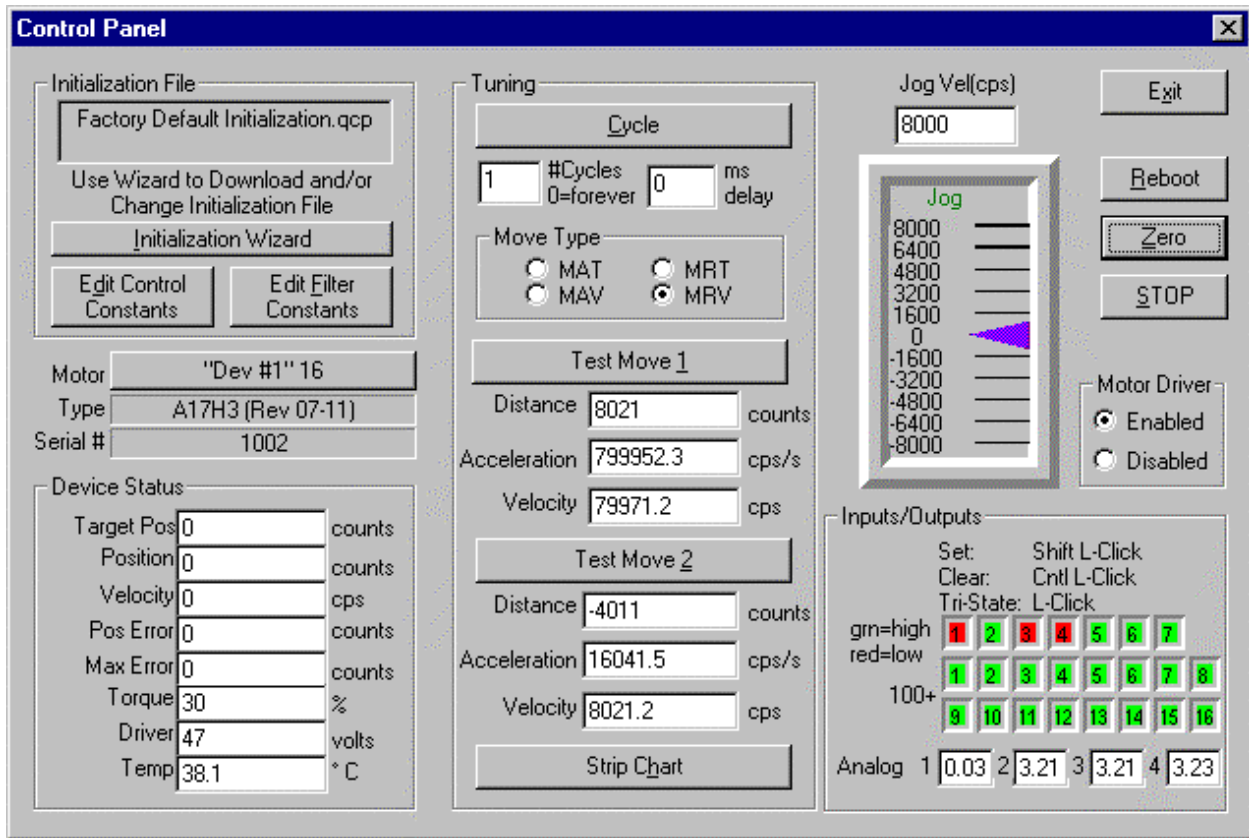 Control Panel
Initialization File
Factory Default Initialization.qcp
Use Wizard to Download and/or
Change Initialization File
Initialization Wizard
Edit Control
Constants
Edit Filter
Constants
Motor "Dev #1" 16
Type A17H3 (Rev 07-11)
Serial # 1002
Device Status
Target Pos 0 counts
Position 0 counts
Velocity 0 cps
Pos Error 0 counts
Max Error 0 counts
Torque 30 %
Driver 47 volts
Temp 38.1 ° C
Tuning
Cycle
1 #Cycles
0=forever
0 ms
delay
Move Type
MAT MRT
MAV MRV
Test Move 1
Distance 8021 counts
Acceleration 799952.3 cps/s
Velocity 79971.2 cps
Test Move 2
Distance -4011 counts
Acceleration 16041.5 cps/s
Velocity 8021.2 cps
Strip Chart
Jog Vel(cps)
8000
Jog
8000
6400
4800
3200
1600
0
-1600
-3200
-4800
-6400
-8000
Exit
Reboot
Zero
STOP
Motor Driver
Enabled
Disabled
Inputs/Outputs
Set: Shift L-Click
Clear: Cntl L-Click
Tri-State: L-Click
grn=high
red=low
1 2 3 4 5 6 7
100+
1 2 3 4 5 6 7 8
9 10 11 12 13 14 15 16
Analog 1 0.03 2 3.21 3 3.21 4 3.23